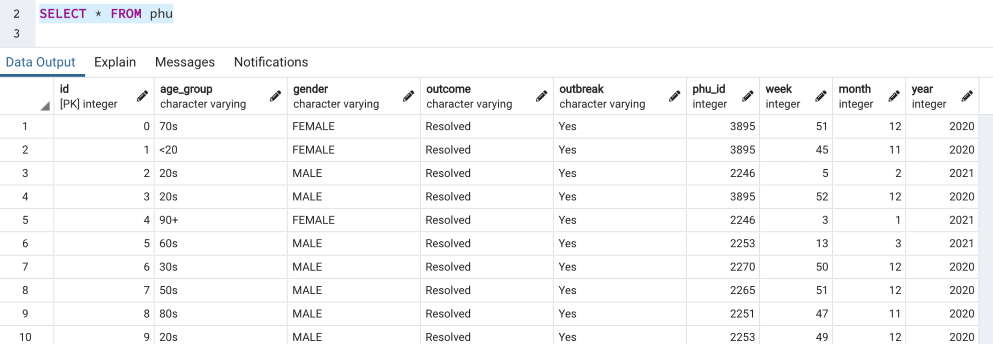 2 SELECT * FROM phu
3
Data Output Explain Messages Notifications
id age_group gender outcome outbreak phu_id week month year
[PK] integer character varying character varying character varying character varying integer integer integer integer
1 0 70s FEMALE Resolved Yes 3895 51 12 2020
2 1 <20 FEMALE Resolved Yes 3895 45 11 2020
3 2 20s MALE Resolved Yes 2246 5 2 2021
4 3 20s MALE Resolved Yes 3895 52 12 2020
5 4 90+ FEMALE Resolved Yes 2246 3 1 2021
6 5 60s MALE Resolved Yes 2253 13 3 2021
7 6 30s MALE Resolved Yes 2270 50 12 2020
8 7 50s MALE Resolved Yes 2265 51 12 2020
9 8 80s MALE Resolved Yes 2251 47 11 2020
10 9 20s MALE Resolved Yes 2253 49 12 2020